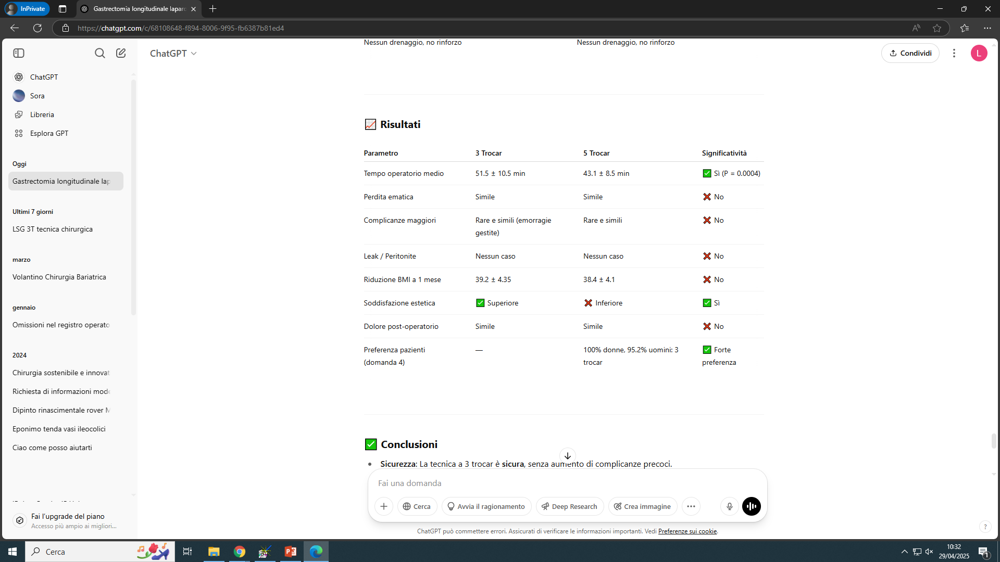 InPrivate
Gastrectomia longitudinale laparo
https://chatgpt.com/c/68108648-f894-8006-9f95-fb6387b81ed4
ChatGPT
Condividi
L
ChatGPT
Sora
Libreria
Esplora GPT
Oggi
Gastrectomia longitudinale lap
Ultimi 7 giorni
LSG 3T tecnica chirurgica
marzo
Volantino Chirurgia Bariatrica
gennaio
Omissioni nel registro operato
2024
Chirurgia sostenibile e innovat
Richiesta di informazioni mode
Dipinto rinascimentale rover M
Eponimo tenda vasi ileocolici
Ciao come posso aiutarti
Fai l'upgrade del piano
Accesso più ampio ai migliori...
Nessun drenaggio, no rinforzo Nessun drenaggio, no rinforzo
Risultati
Parametro 3 Trocar 5 Trocar Significatività
Tempo operatorio medio 51.5 ± 10.5 min 43.1 ± 8.5 min ✅ Sì (P = 0.0004)
Perdita ematica Simile Simile ❌ No
Complicanze maggiori Rare e simili (emorragie Rare e simili ❌ No
gestite)
Leak / Peritonite Nessun caso Nessun caso ❌ No
Riduzione BMI a 1 mese 39.2 ± 4.35 38.4 ± 4.1 ❌ No
Soddisfazione estetica ✅ Superiore ❌ Inferiore ✅ Sì
Dolore post-operatorio Simile Simile ❌ No
Preferenza pazienti — 100% donne, 95.2% uomini: 3 ✅ Forte
(domanda 4) trocar preferenza
✅ Conclusioni
• Sicurezza: La tecnica a 3 trocar è sicura, senza aumento di complicanze precoci.
Fai una domanda
Cerca Avvia il ragionamento Deep Research Crea immagine
ChatGPT può commettere errori. Assicurati di verificare le informazioni importanti. Vedi Preferenze sui cookie.
?
Cerca
10:32
29/04/2025
1